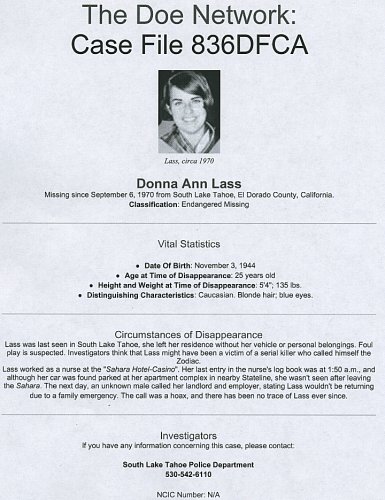 The Doe Network:
Case File 836DFCA
Lass, circa 1970
Donna Ann Lass
Missing since September 6, 1970 from South Lake Tahoe, El Dorado County, California.
Classification: Endangered Missing
Vital Statistics
● Date Of Birth: November 3, 1944
● Age at Time of Disappearance: 25 years old
● Height and Weight at Time of Disappearance: 5'4"; 135 lbs.
● Distinguishing Characteristics: Caucasian. Blonde hair; blue eyes.
Circumstances of Disappearance
Lass was last seen in South Lake Tahoe, she left her residence without her vehicle or personal belongings. Foul
play is suspected. Investigators think that Lass might have been a victim of a serial killer who called himself the
Zodiac.
Lass worked as a nurse at the "Sahara Hotel-Casino". Her last entry in the nurse's log book was at 1:50 a.m., and
although her car was found parked at her apartment complex in nearby Stateline, she wasn't seen after leaving
the Sahara. The next day, an unknown male called her landlord and employer, stating Lass wouldn't be returning
due to a family emergency. The call was a hoax, and there has been no trace of Lass ever since.
Investigators
If you have any information concerning this case, please contact:
South Lake Tahoe Police Department
530-542-6110
NCIC Number: N/A